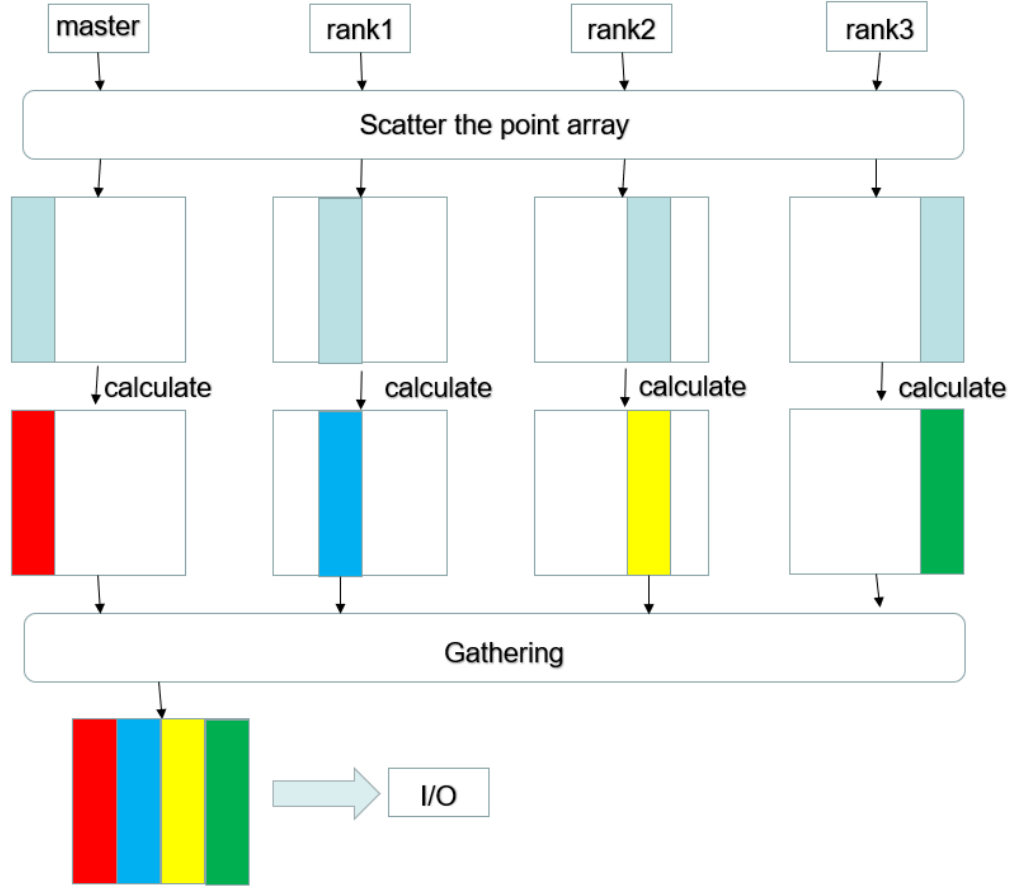 master
rank1
rank2
rank3
Scatter the point array
calculate
calculate
calculate
calculate
Gathering
I/O